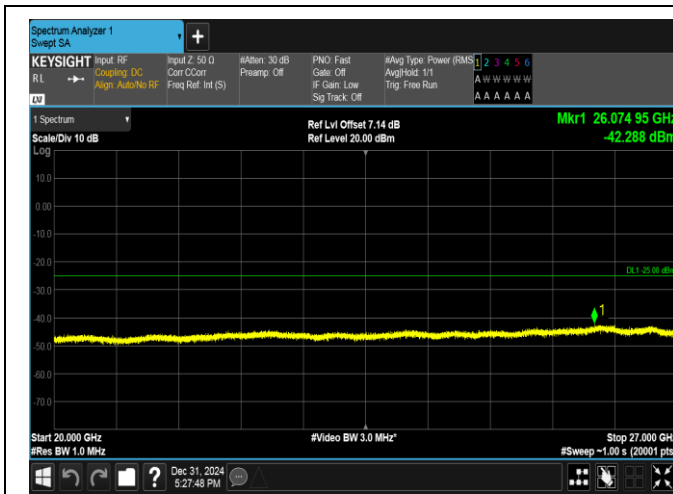 Spectrum Analyzer 1
Swept SA
+
KEYSIGHT
RL
LXI
Input: RF
Coupling: DC
Align: Auto/No RF
Input Z: 50 Ω
Corr CCorr
Freq Ref: Int (S)
#Atten: 30 dB
Preamp: Off
PNO: Fast
Gate: Off
IF Gain: Low
Sig Track: Off
#Avg Type: Power (RMS
Avg|Hold: 1/1
Trig: Free Run
1 2 3 4 5 6
A W W W W W
A A A A A A
1 Spectrum
Scale/Div 10 dB
Log
Ref Lvl Offset 7.14 dB
Ref Level 20.00 dBm
Mkr1 26.074 95 GHz
-42.288 dBm
10.0
0.00
-10.0
-20.0
DL1 -25.00 dBm
-30.0
-40.0
1
-50.0
-60.0
-70.0
Start 20.000 GHz
#Res BW 1.0 MHz
#Video BW 3.0 MHz*
Stop 27.000 GHz
#Sweep ~1.00 s (20001 pts
?
Dec 31, 2024
5:27:48 PM